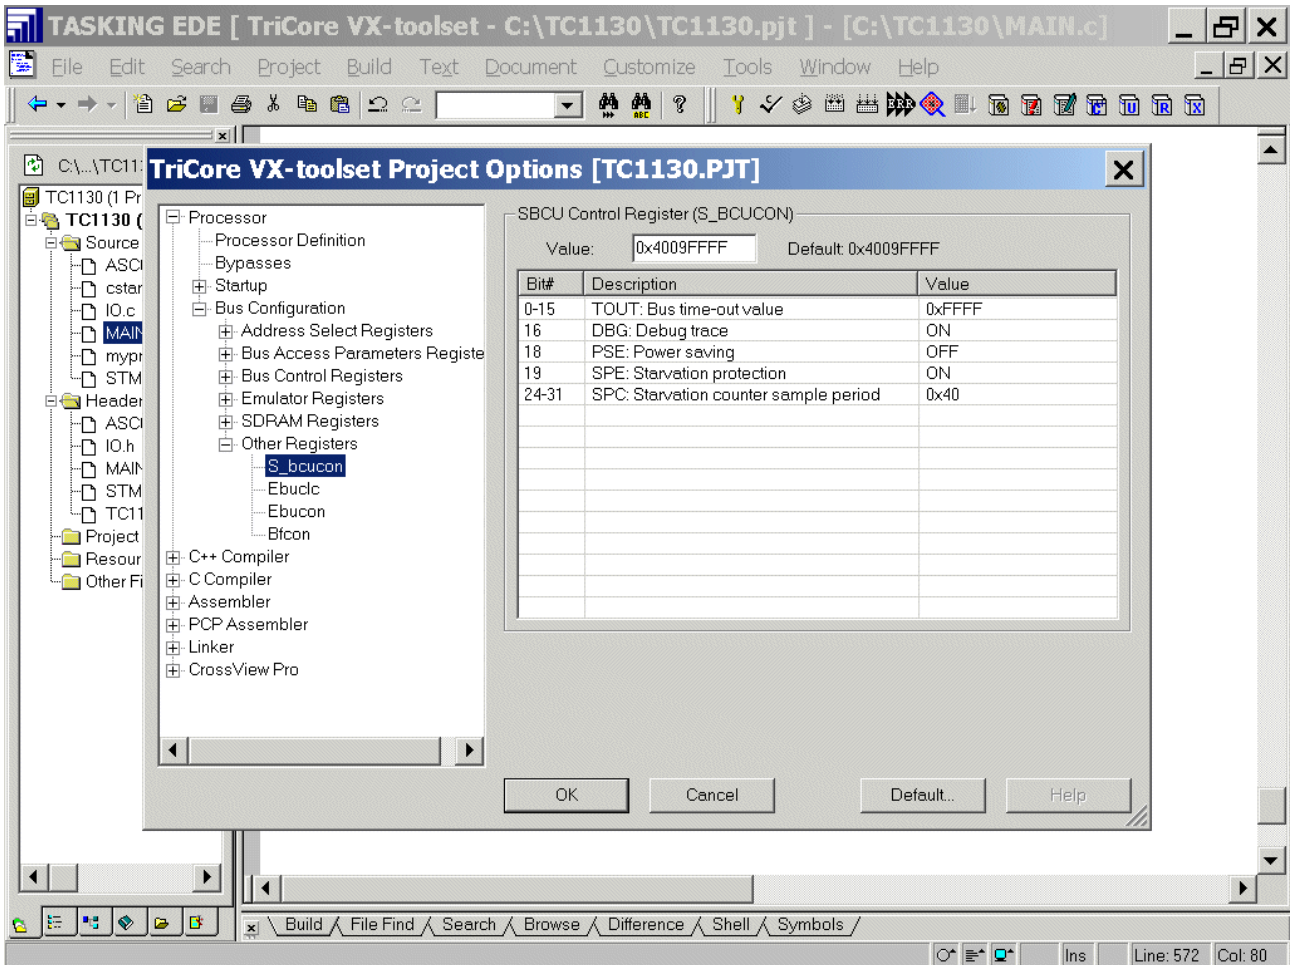 TASKING EDE [ TriCore VX-toolset - C:\TC1130\TC1130.pjt ] - [C:\TC1130\MAIN.c]
File Edit Search Project Build Text Document Customize Tools Window Help
C:\...\TC11
TriCore VX-toolset Project Options [TC1130.PJT]
TC1130 (1 Pr
TC1130 (
Source
ASC
cstar
IO.c
MAIN
mypr
STM
Header
ASC
IO.h
MAIN
STM
TC11
Project
Resour
Other Fi
Processor
Processor Definition
Bypasses
Startup
Bus Configuration
Address Select Registers
Bus Access Parameters Registe
Bus Control Registers
Emulator Registers
SDRAM Registers
Other Registers
S_bcucon
Ebuclc
Ebucon
Bfcon
C++ Compiler
C Compiler
Assembler
PCP Assembler
Linker
CrossView Pro
SBCU Control Register (S_BCUCON)
Value: 0x4009FFFF Default: 0x4009FFFF
Bit# Description Value
0-15 TOUT: Bus time-out value 0xFFFF
16 DBG: Debug trace ON
18 PSE: Power saving OFF
19 SPE: Starvation protection ON
24-31 SPC: Starvation counter sample period 0x40
OK Cancel Default... Help
Build File Find Search Browse Difference Shell Symbols
Ins Line: 572 Col: 80